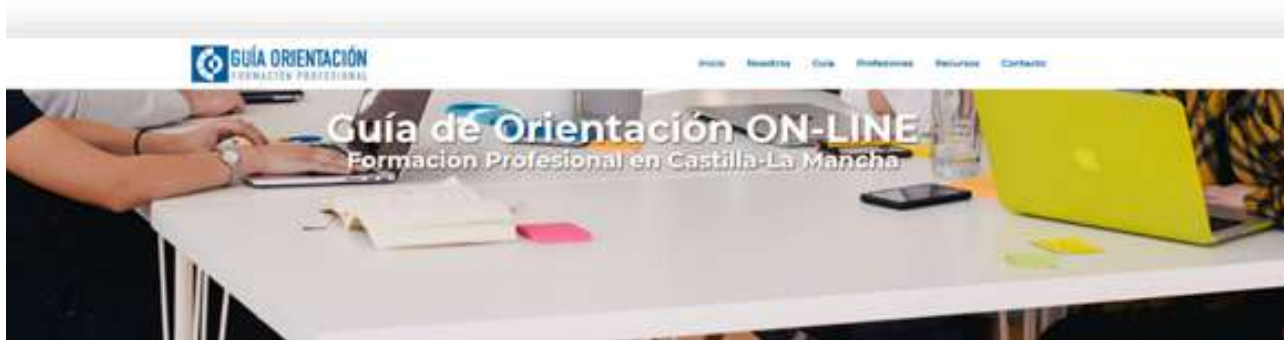 GUÍA ORIENTACIÓN
FORMACIÓN PROFESIONAL
Inicio Nosotros Guía Profesiones Recursos Contacto
Guía de Orientación ON-LINE
Formación Profesional en Castilla-La Mancha